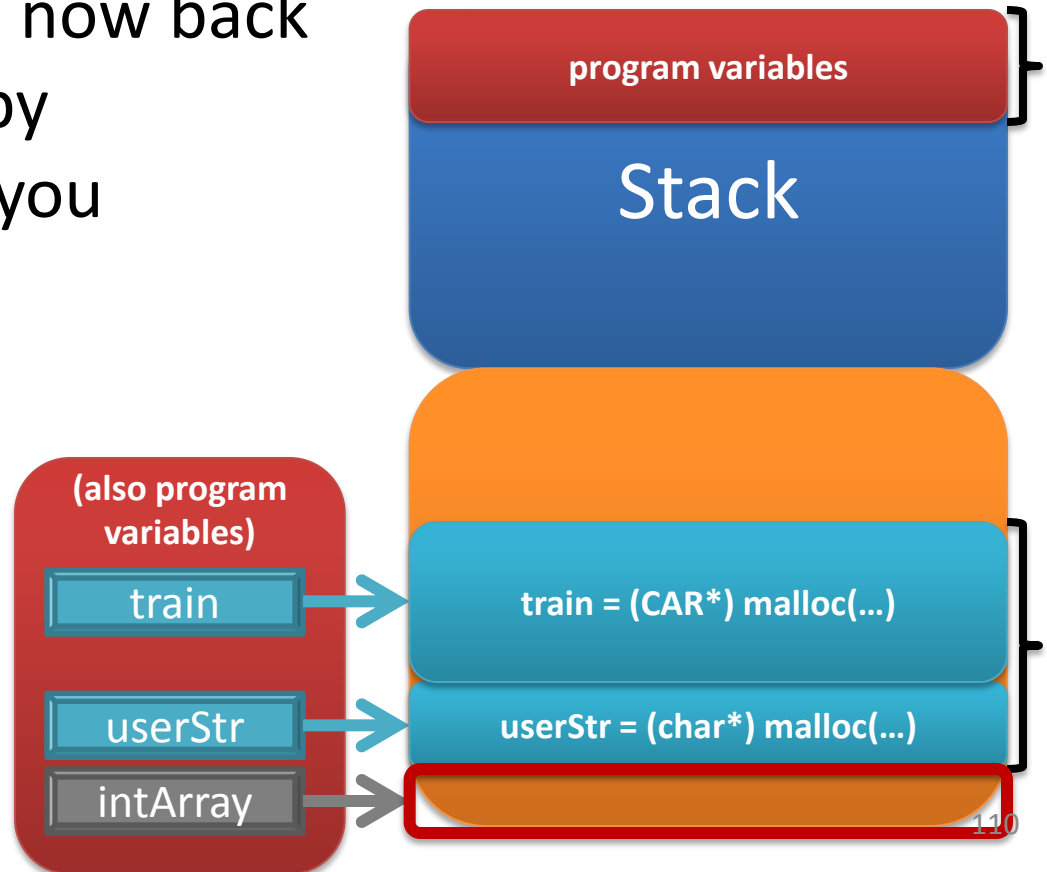 now back
by
you
program variables
Stack
(also program
variables)
train
train = (CAR*) malloc(…)
userStr
userStr = (char*) malloc(…)
intArray
110